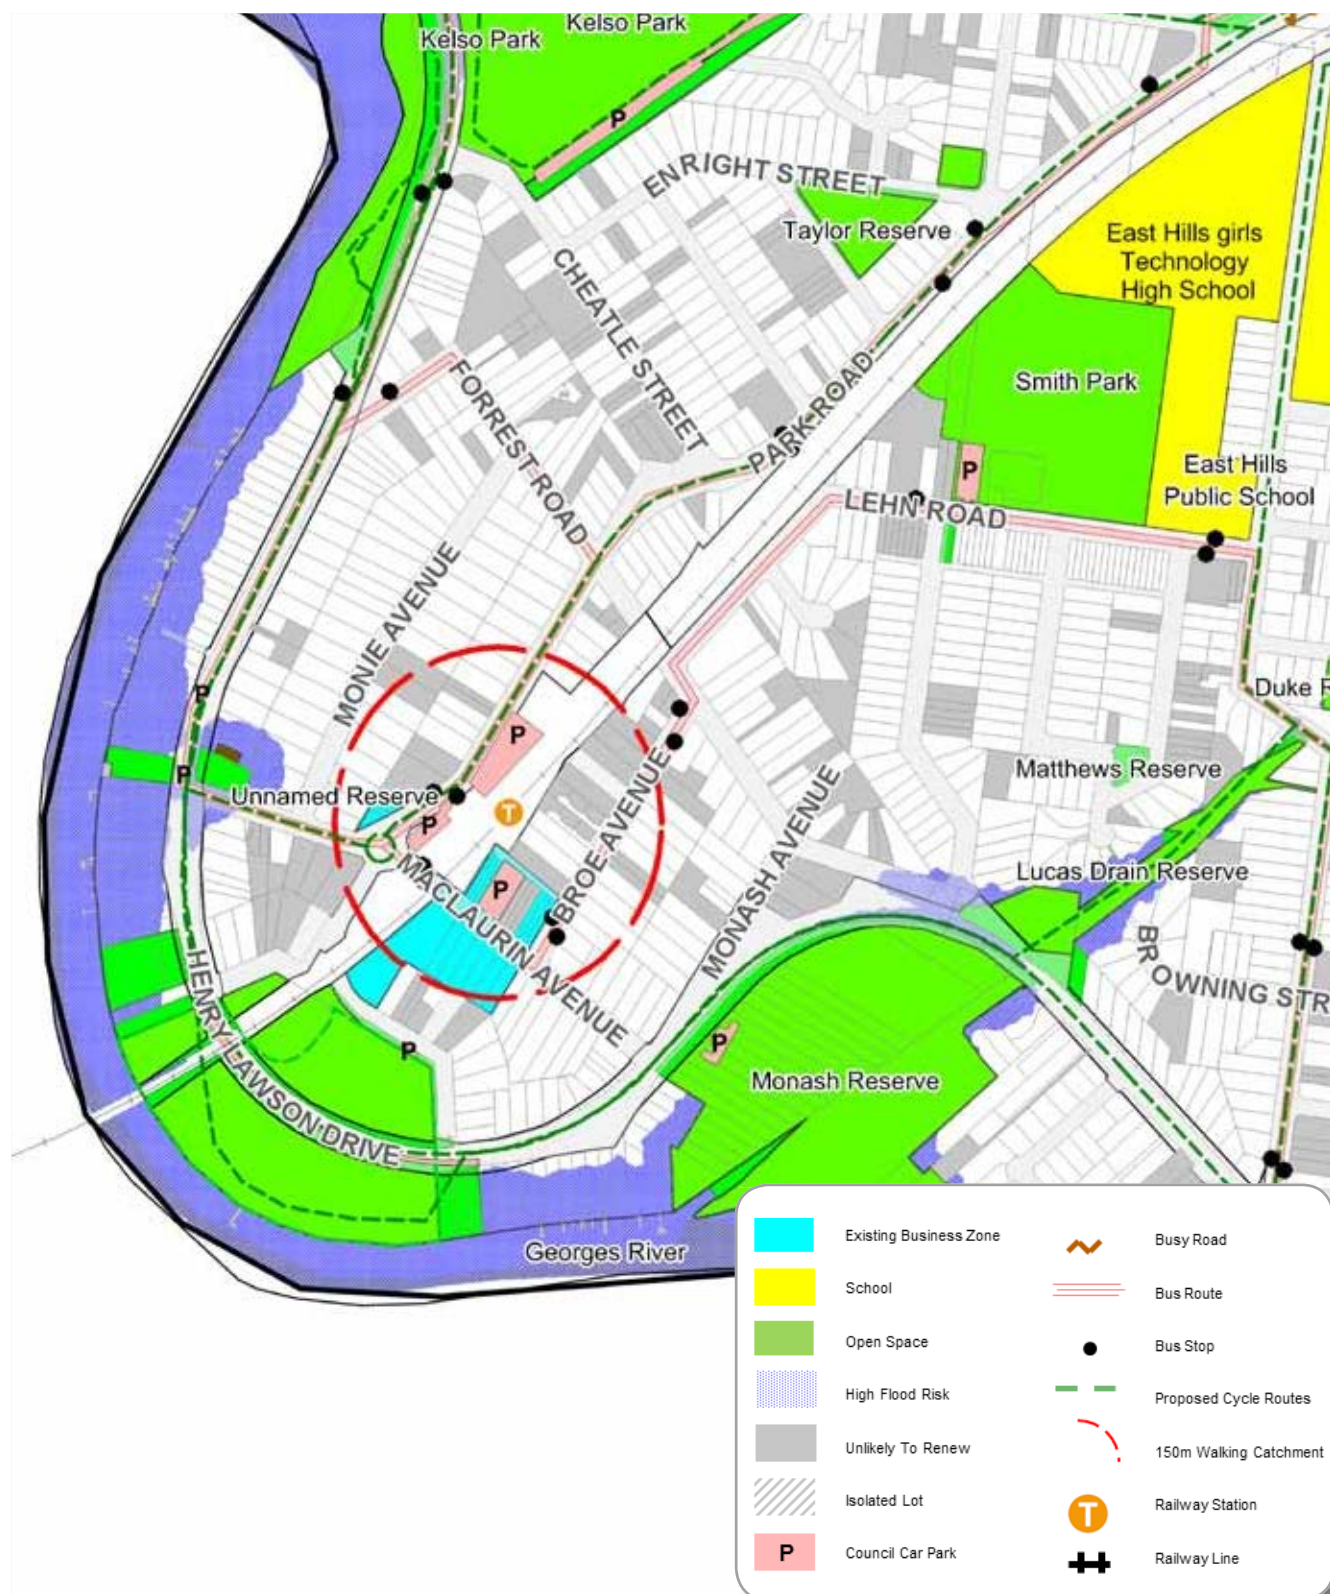 Kelso Park
Kelso Park
P
ENRIGHT STREET
Taylor Reserve
East Hills girls
Technology
High School
CHEATLE STREET
FORREST ROAD
PARK ROAD
Smith Park
P
East Hills
Public School
LEHN ROAD
MONIE AVENUE
P
Duke R
P
P
Unnamed Reserve
T
P
BROE AVENUE
MONASH AVENUE
Matthews Reserve
MACLAURIN AVENUE
P
Lucas Drain Reserve
BROWNING STR
HENRY LAWSON DRIVE
P
P
Monash Reserve
Georges River
Existing Business Zone
School
Open Space
High Flood Risk
Unlikely To Renew
Isolated Lot
P
Council Car Park
Busy Road
Bus Route
Bus Stop
Proposed Cycle Routes
150m Walking Catchment
T
Railway Station
Railway Line